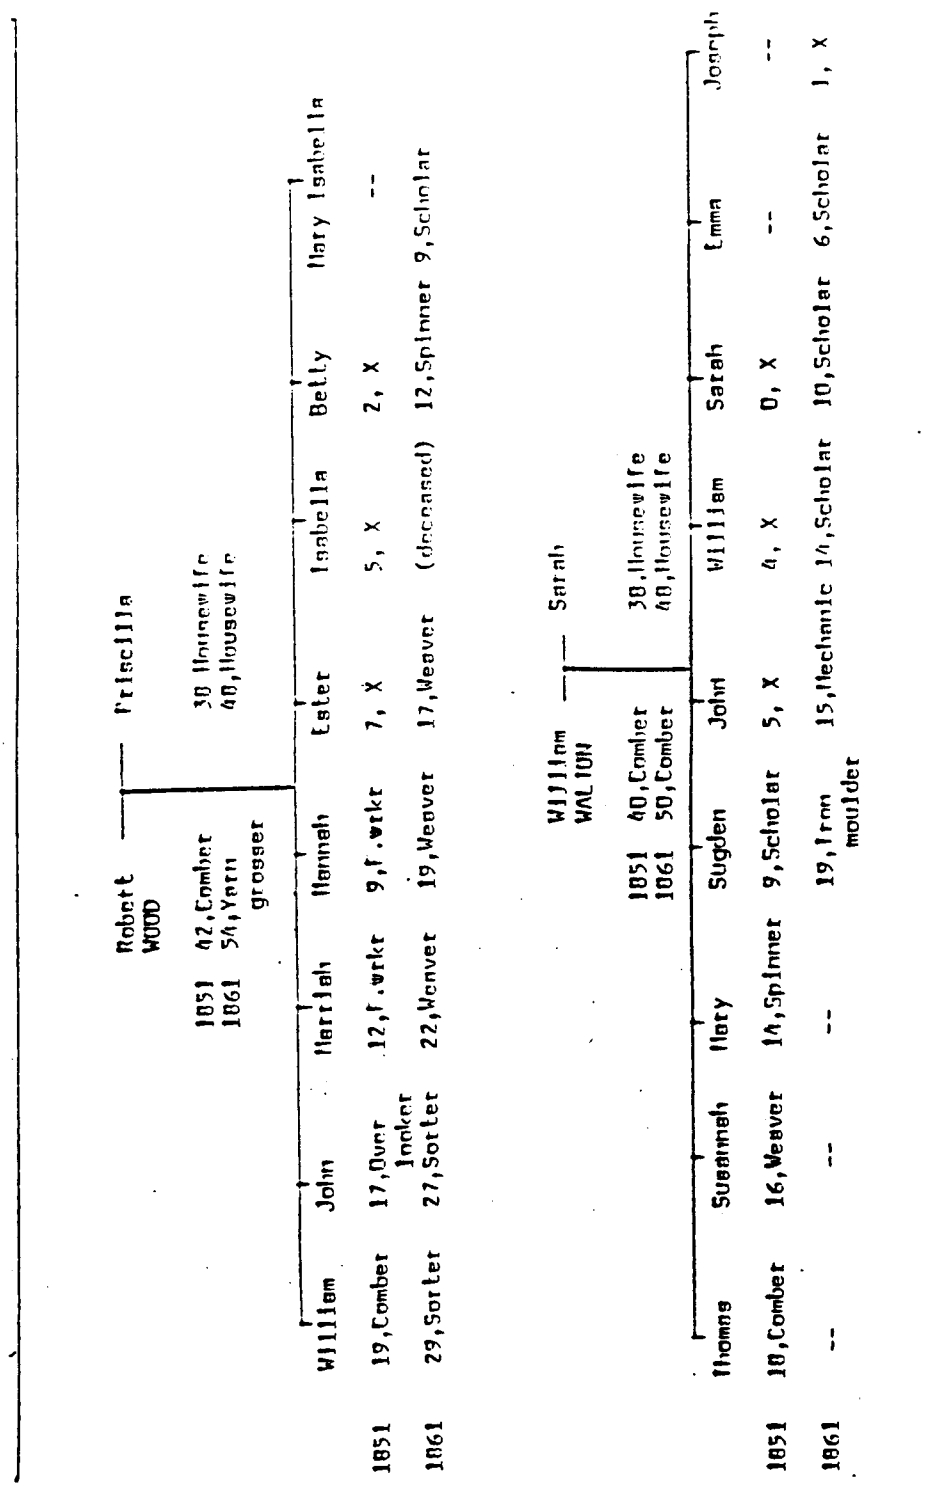 Robert Priscilla
WOOD
1851 42,Comber 38 Housewife
1861 54,Yarn 48,Housewife
grosser
William John Harriah Hannah Ester Isabella Betty Mary Isabella
1851 19,Comber 17,Over 12,F.wrkr 9,F.wrkr 7, X 5, X 2, X --
looker
1861 29,Sorter 27,Sorter 22,Weaver 19,Weaver 17,Weaver (deceased) 12,Spinner 9,Scholar
William Sarah
WALTON
1851 40,Comber 38,Housewife
1861 50,Comber 48,Housewife
Thomas Susannah Mary Sugden John William Sarah Emma Joseph
1851 18,Comber 16,Weaver 14,Spinner 9,Scholar 5, X 4, X 0, X -- --
1861 -- -- -- 19,Iron 15,Mechanic 14,Scholar 10,Scholar 6,Scholar 1, X
moulder